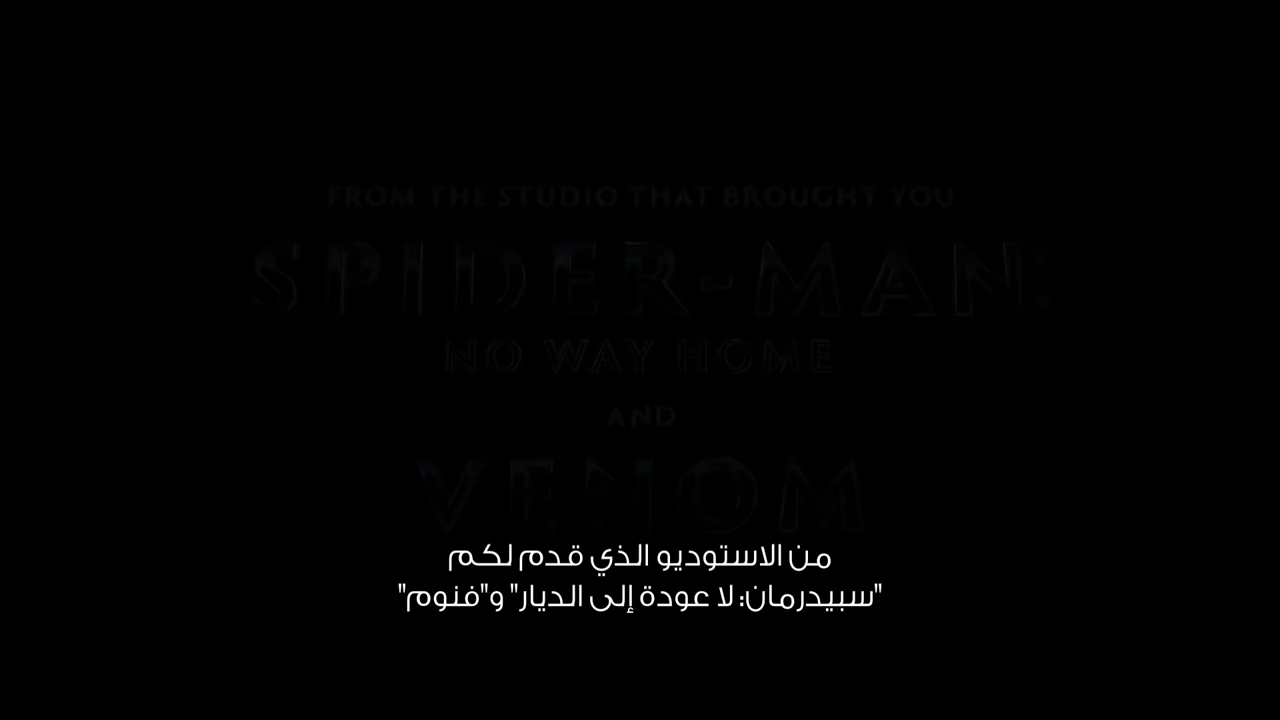 FROM THE STUDIO THAT BROUGHT YOU
SPIDER-MAN:
NO WAY HOME
AND
VENOM
من الاستوديو الذي قدم لكم
"سبيدرمان: لا عودة إلى الديار" و"فنوم"